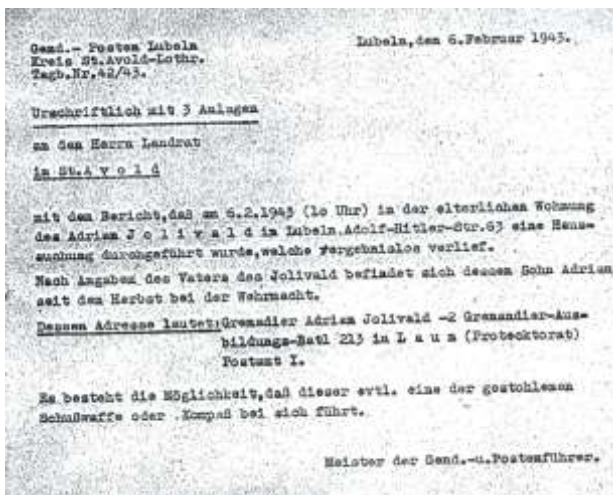 Gend.- Posten Lubeln
Kreis St.Avold-Lothr.
Tagb.Nr.42/43.
Lubeln,den 6.Februar 1943.
Urschriftlich mit 3 Anlagen
an den Herrn Landrat
in St.A v o l d
mit dem Bericht,daß am 6.2.1943 (10 Uhr) in der elterlichen Wohnung
des Adrian J o l i v a l d in Lubeln.Adolf-Hitler-Str.63 eine Haus=
suchung durchgeführt wurde,welche ergebnislos verlief.
Nach Angaben des Vaters des Jolivald befindet sich dessen Sohn Adrian
seit dem Herbst bei der Wehrmacht.
Dessen Adresse lautet:Grenadier Adrian Jolivald -2 Grenandier-Aus=
bildungs-Batl 213 in L a u n (Protecktorat)
Postamt I.
Es besteht die Möglichkeit,daß dieser evtl. eine der gestohlenen
Schußwaffe oder .Kompaß bei sich führt.
Meister der Gend.-u.Postenführer.